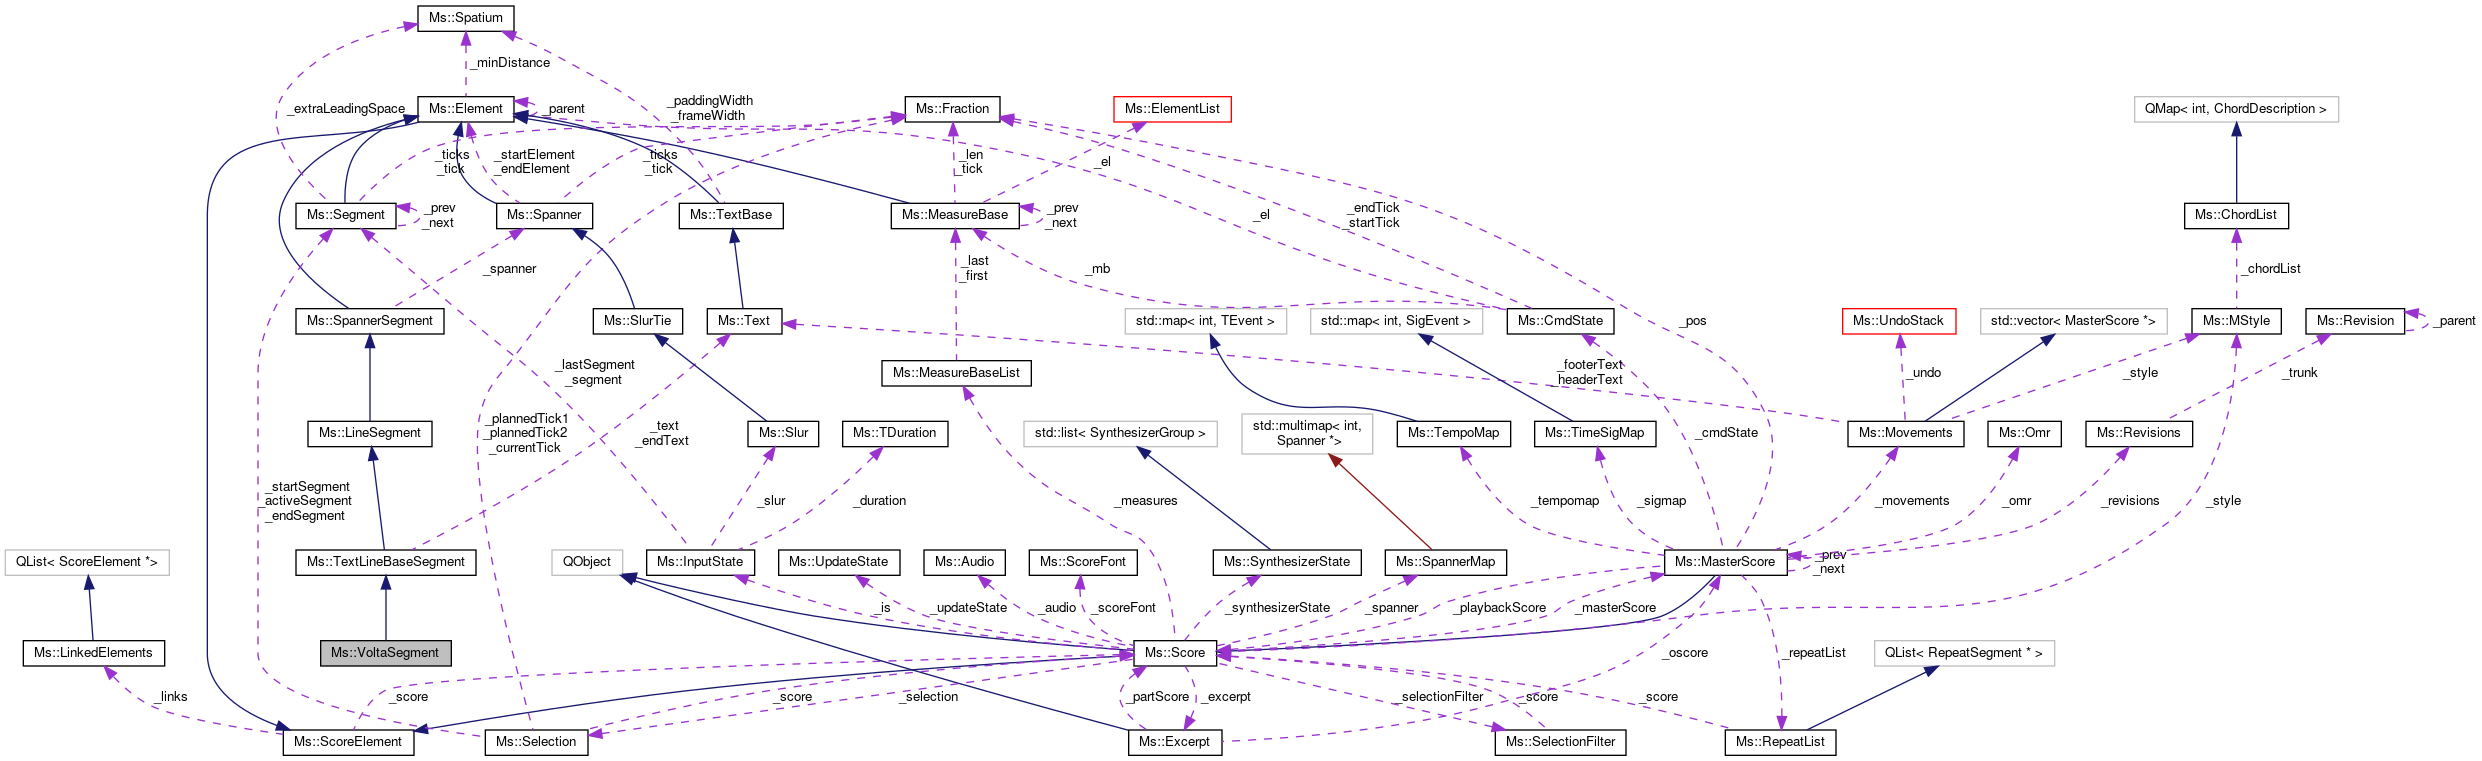 Ms::Spatium
_minDistance
_extraLeadingSpace
_paddingWidth
_frameWidth
Ms::Element
_parent
Ms::Fraction
Ms::ElementList
QMap< int, ChordDescription >
_ticks
_tick
_startElement
_endElement
_ticks
_tick
_len
_tick
_el
Ms::Segment
_prev
_next
Ms::Spanner
Ms::TextBase
Ms::MeasureBase
_prev
_next
_el
_endTick
_startTick
Ms::ChordList
_spanner
_last
_first
_mb
_chordList
Ms::SpannerSegment
Ms::SlurTie
Ms::Text
std::map< int, TEvent >
std::map< int, SigEvent >
Ms::CmdState
_pos
Ms::UndoStack
std::vector< MasterScore *>
Ms::MStyle
Ms::Revision
_parent
_lastSegment
_segment
Ms::MeasureBaseList
_footerText
_headerText
_undo
_style
_trunk
_plannedTick1
_plannedTick2
_currentTick
_text
_endText
Ms::LineSegment
Ms::Slur
Ms::TDuration
std::list< SynthesizerGroup >
std::multimap< int,
Spanner *>
Ms::TempoMap
Ms::TimeSigMap
_cmdState
Ms::Movements
Ms::Omr
Ms::Revisions
_startSegment
_activeSegment
_endSegment
_slur
_duration
_measures
_tempomap
_sigmap
_movements
_omr
_revisions
_style
QList< ScoreElement *>
Ms::TextLineBaseSegment
QObject
Ms::InputState
Ms::UpdateState
Ms::Audio
Ms::ScoreFont
Ms::SynthesizerState
Ms::SpannerMap
Ms::MasterScore
_prev
_next
_is
_updateState
_audio
_scoreFont
_synthesizerState
_spanner
_playbackScore
_masterScore
Ms::LinkedElements
Ms::VoltaSegment
Ms::Score
_oscore
_repeatList
QList< RepeatSegment * >
_links
_score
_score
_selection
_partScore
_excerpt
_selectionFilter
_score
_score
Ms::ScoreElement
Ms::Selection
Ms::Excerpt
Ms::SelectionFilter
Ms::RepeatList